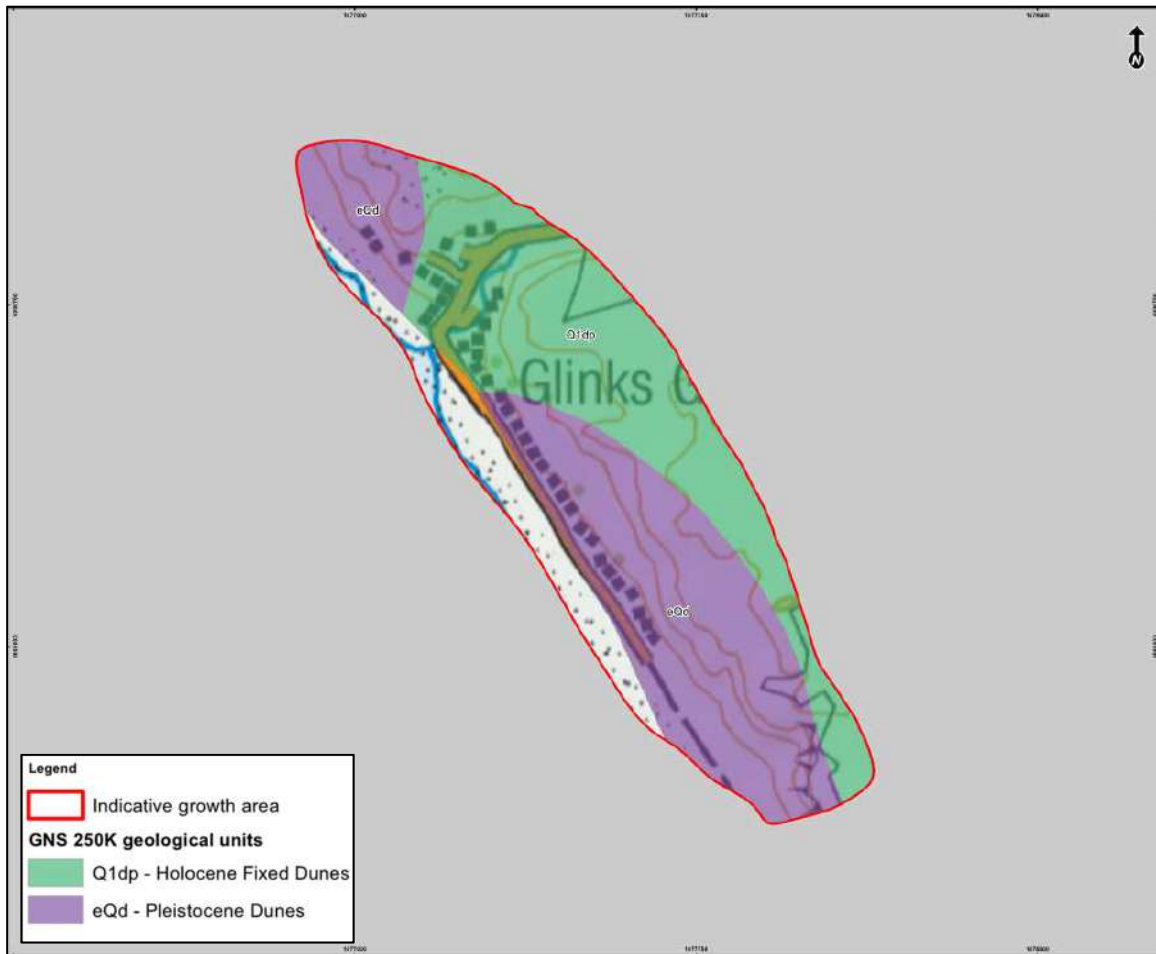 N
eQd
Q1dp
Glinks G
eQd
Legend
Indicative growth area
GNS 250K geological units
Q1dp - Holocene Fixed Dunes
eQd - Pleistocene Dunes